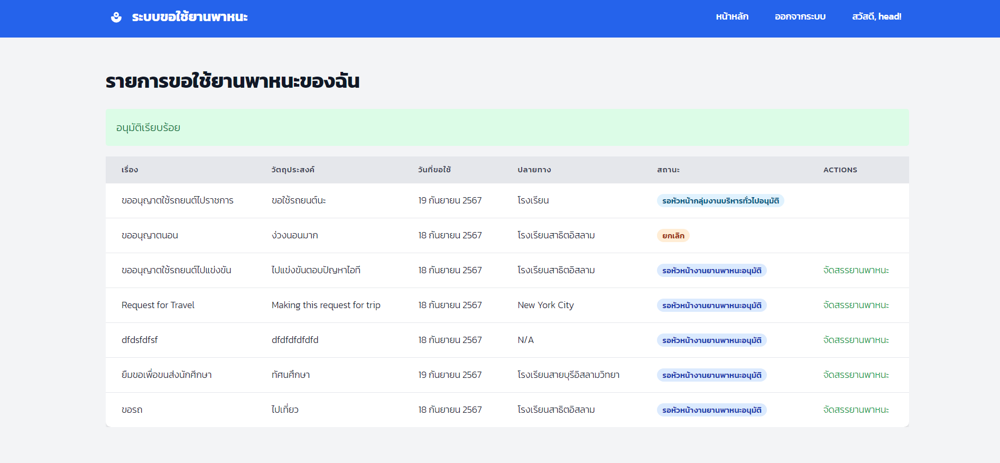 ระบบขอใช้ยานพาหนะ หน้าหลัก ออกจากระบบ สวัสดี, head!
รายการขอใช้ยานพาหนะของฉัน
อนุมัติเรียบร้อย
เรื่อง วัตถุประสงค์ วันที่ขอใช้ ปลายทาง สถานะ ACTIONS
ขออนุญาตใช้รถยนต์ไปราชการ ขอใช้รถยนต์นะ 19 กันยายน 2567 โรงเรียน รอหัวหน้ากลุ่มงานบริหารทั่วไปอนุมัติ
ขออนุญาตนอน ง่วงนอนมาก 18 กันยายน 2567 โรงเรียนสาธิตอิสลาม ยกเลิก
ขออนุญาตใช้รถยนต์ไปแข่งขัน ไปแข่งขันตอบปัญหาไอที 18 กันยายน 2567 โรงเรียนสาธิตอิสลาม รอหัวหน้างานยานพาหนะอนุมัติ จัดสรรยานพาหนะ
Request for Travel Making this request for trip 18 กันยายน 2567 New York City รอหัวหน้างานยานพาหนะอนุมัติ จัดสรรยานพาหนะ
dfdsfdfsf dfdfdfdfdfd 18 กันยายน 2567 N/A รอหัวหน้างานยานพาหนะอนุมัติ จัดสรรยานพาหนะ
ยืมขอเพื่อขนส่งนักศึกษา ทัศนศึกษา 19 กันยายน 2567 โรงเรียนสายบุรีอิสลามวิทยา รอหัวหน้างานยานพาหนะอนุมัติ จัดสรรยานพาหนะ
ขอรถ ไปเที่ยว 18 กันยายน 2567 โรงเรียนสาธิตอิสลาม รอหัวหน้างานยานพาหนะอนุมัติ จัดสรรยานพาหนะ